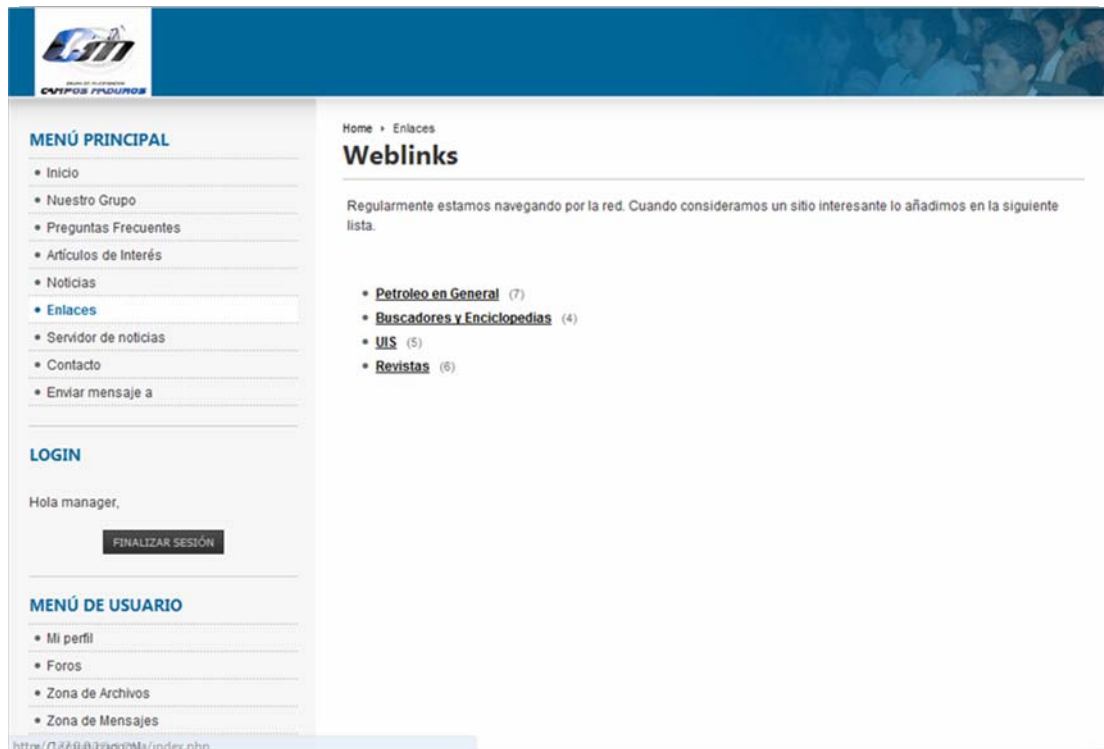 CAMPOS MADUROS
MENÚ PRINCIPAL
• Inicio
• Nuestro Grupo
• Preguntas Frecuentes
• Artículos de Interés
• Noticias
• Enlaces
• Servidor de noticias
• Contacto
• Enviar mensaje a
LOGIN
Hola manager,
FINALIZAR SESIÓN
MENÚ DE USUARIO
• Mi perfil
• Foros
• Zona de Archivos
• Zona de Mensajes
Home › Enlaces
Weblinks
Regularmente estamos navegando por la red. Cuando consideramos un sitio interesante lo añadimos en la siguiente
lista.
• Petroleo en General (7)
• Buscadores y Enciclopedias (4)
• UIS (5)
• Revistas (6)